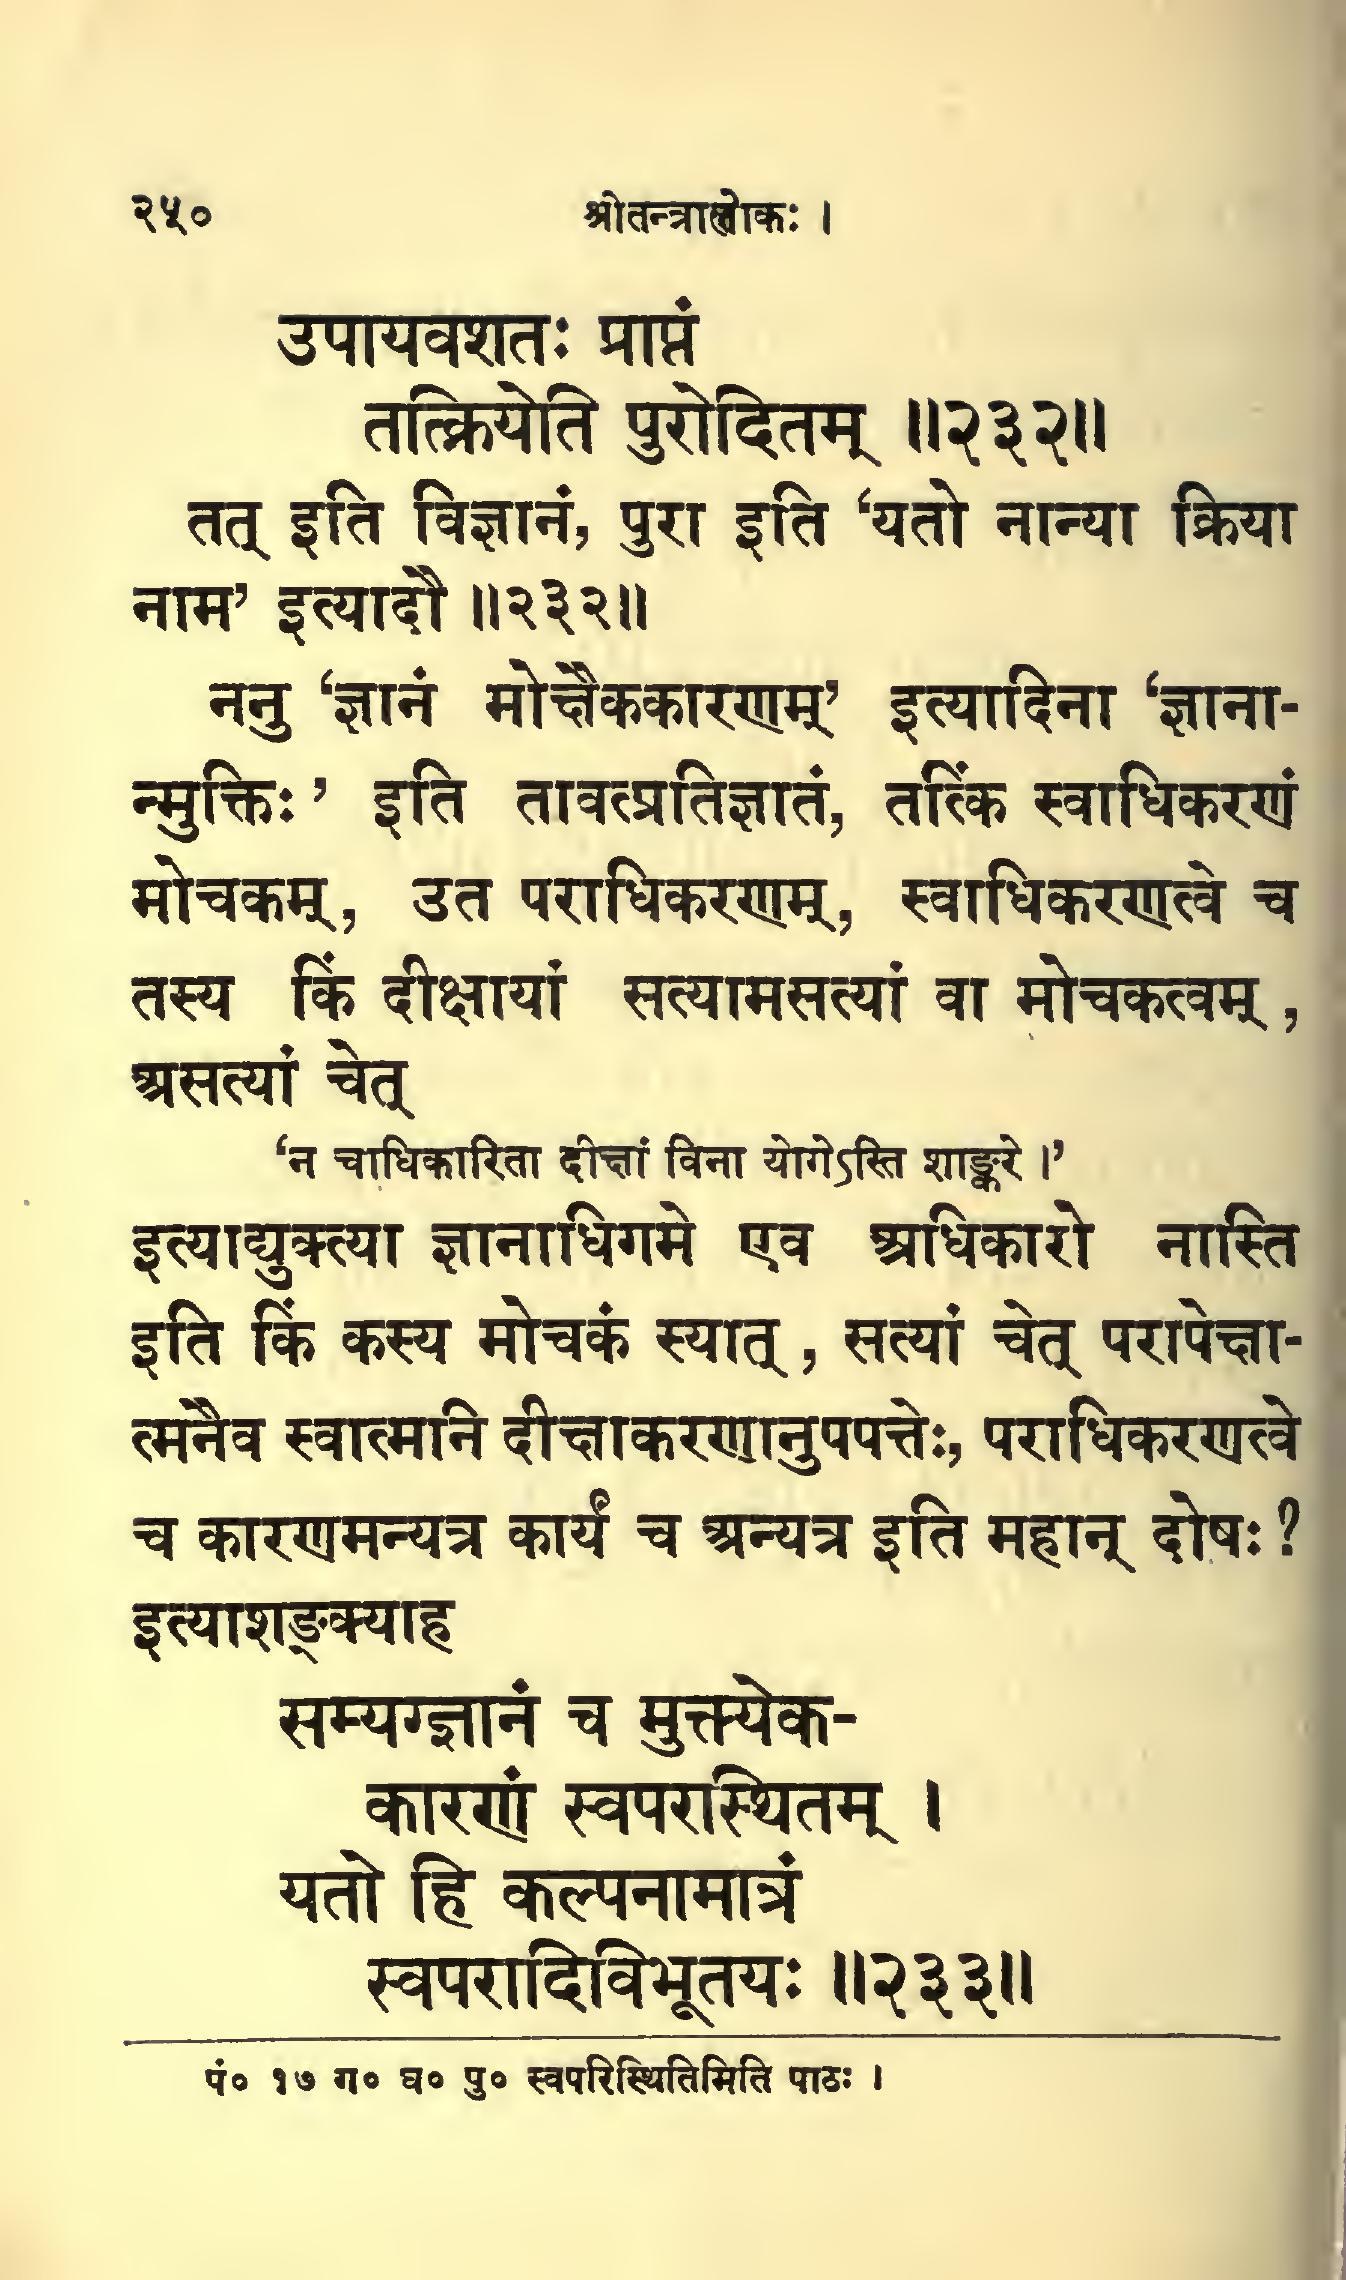 २५० श्रीतन्त्रालोकः ।
उपायवशतः प्राप्तं
तत्क्रियेति पुरोदितम् ॥२३२॥
तत् इति विज्ञानं, पुरा इति ‘यतो नान्या क्रिया
नाम’ इत्यादौ ॥२३२॥
ननु ‘ज्ञानं मोक्षैककारणम्’ इत्यादिना ‘ज्ञाना-
न्मुक्तिः’ इति तावत्प्रतिज्ञातं, तत्किं स्वाधिकरणं
मोचकम्, उत पराधिकरणम्, स्वाधिकरणत्वे च
तस्य किं दीक्षायां सत्यामसत्यां वा मोचकत्वम्,
असत्यां चेत्
‘न चाधिकारिता दीक्षां विना योगेऽस्ति शाङ्करे ।’
इत्याद्युक्त्या ज्ञानाधिगमे एव अधिकारो नास्ति
इति किं कस्य मोचकं स्यात्, सत्यां चेत् परापेक्षा-
त्मनैव स्वात्मनि दीक्षाकरणानुपपत्तेः, पराधिकरणत्वे
च कारणमन्यत्र कार्यं च अन्यत्र इति महान् दोषः ?
इत्याशङ्क्याह
सम्यग्ज्ञानं च मुक्त्येक-
कारणं स्वपरस्थितम् ।
यतो हि कल्पनामात्रं
स्वपरादिविभूतयः ॥२३३॥
पं० १७ ग० घ० पु० स्वपरिस्थितिमिति पाठः ।